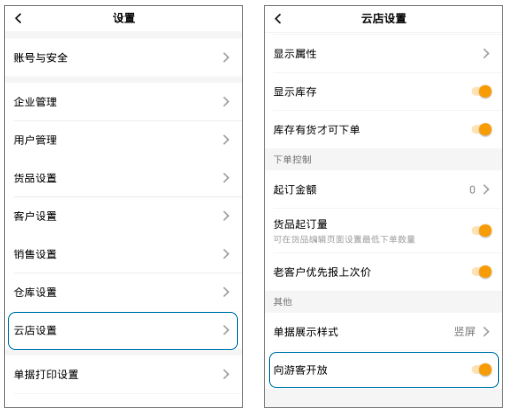 设置
账号与安全
企业管理
用户管理
货品设置
客户设置
销售设置
仓库设置
云店设置
单据打印设置
云店设置
显示属性
显示库存
库存有货才可下单
下单控制
起订金额 0
货品起订量
可在货品编辑页面设置最低下单数量
老客户优先报上次价
其他
单据展示样式 竖屏
向游客开放